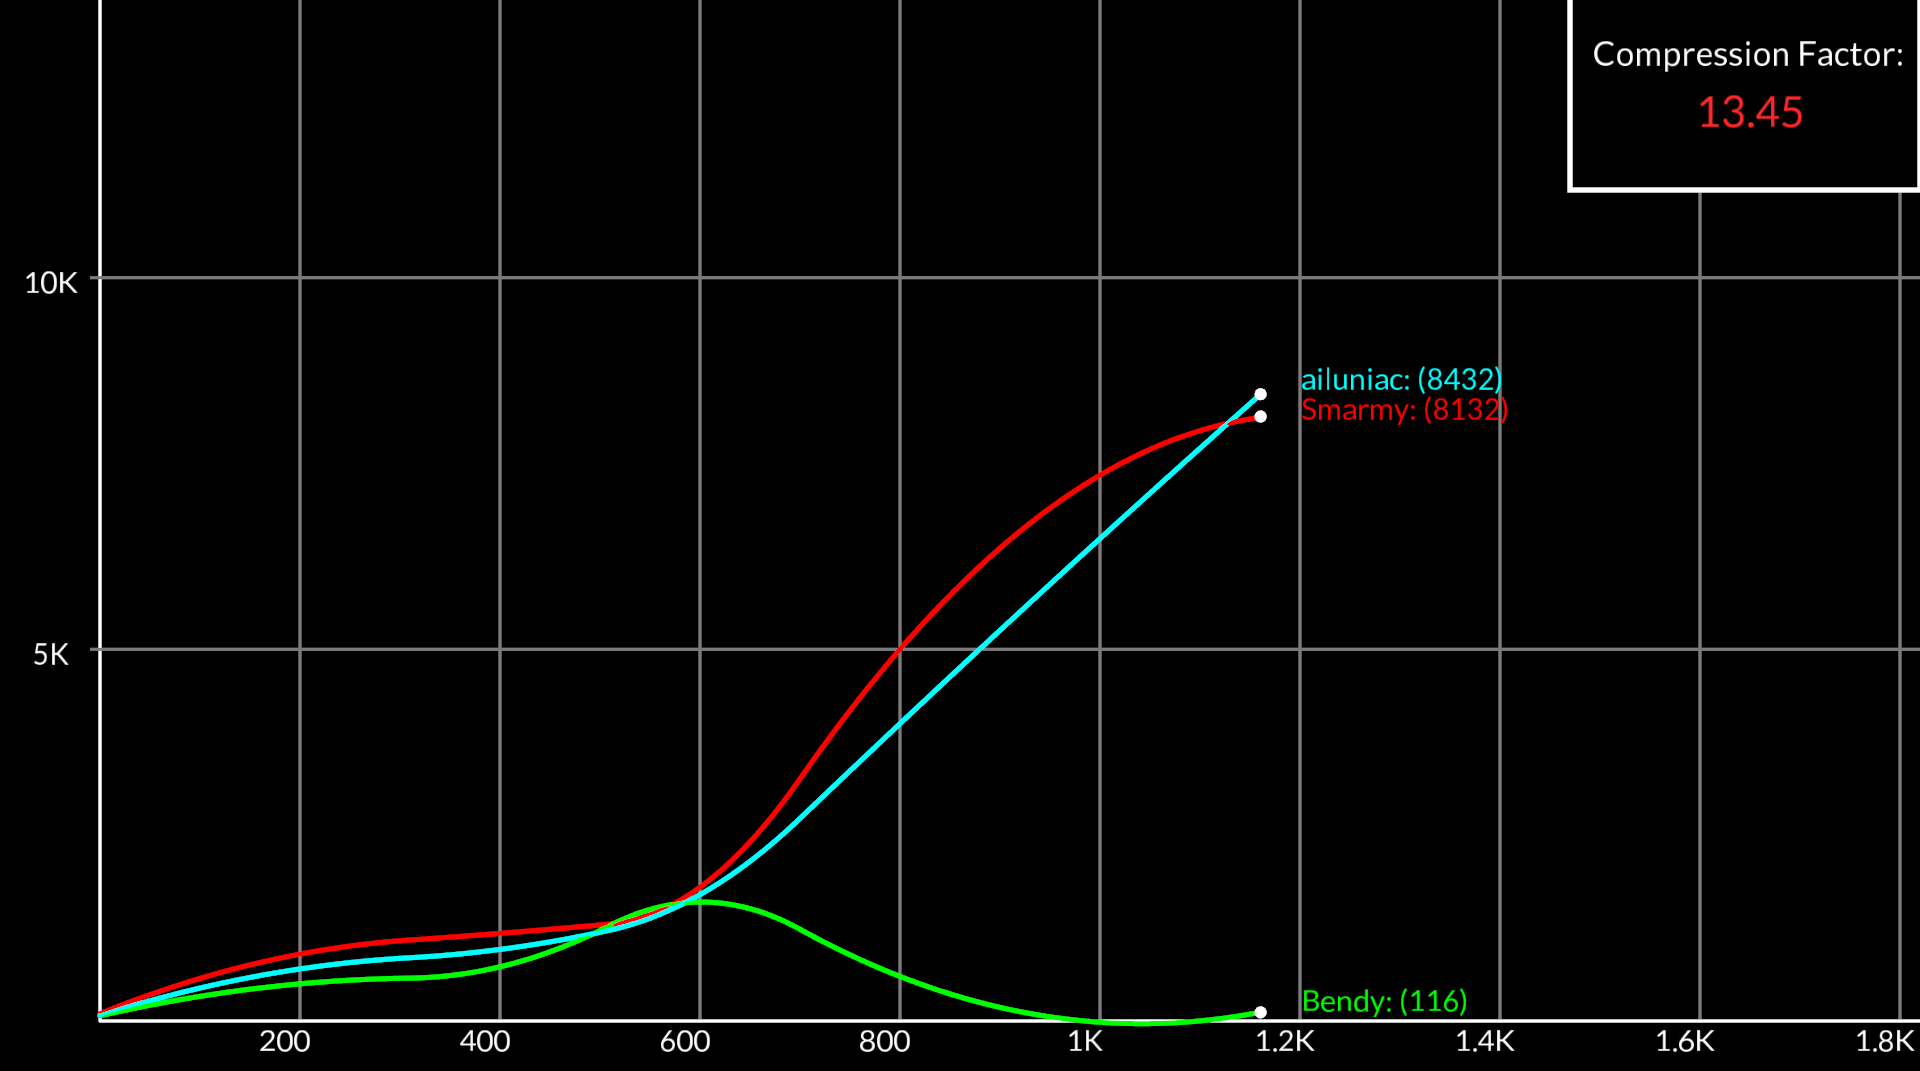 Compression Factor:
13.45
10K
5K
ailuniac: (8432)
Smarmy: (8132)
Bendy: (116)
200 400 600 800 1K 1.2K 1.4K 1.6K 1.8K